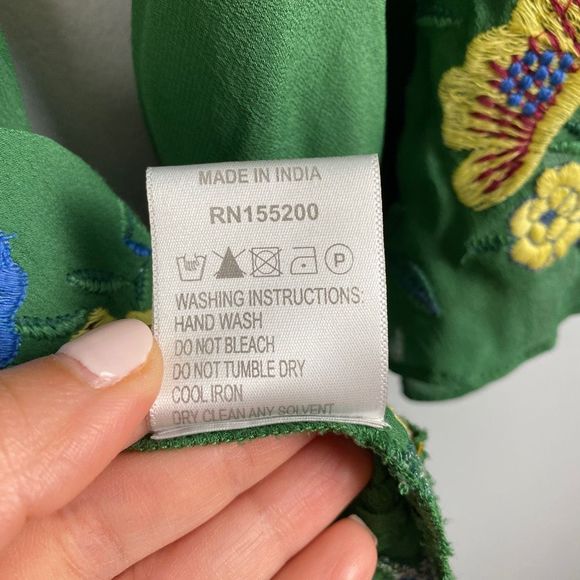 MADE IN INDIA
RN155200
P
WASHING INSTRUCTIONS:
HAND WASH
DO NOT BLEACH
DO NOT TUMBLE DRY
COOL IRON
DRY CLEAN ANY SOLVENT